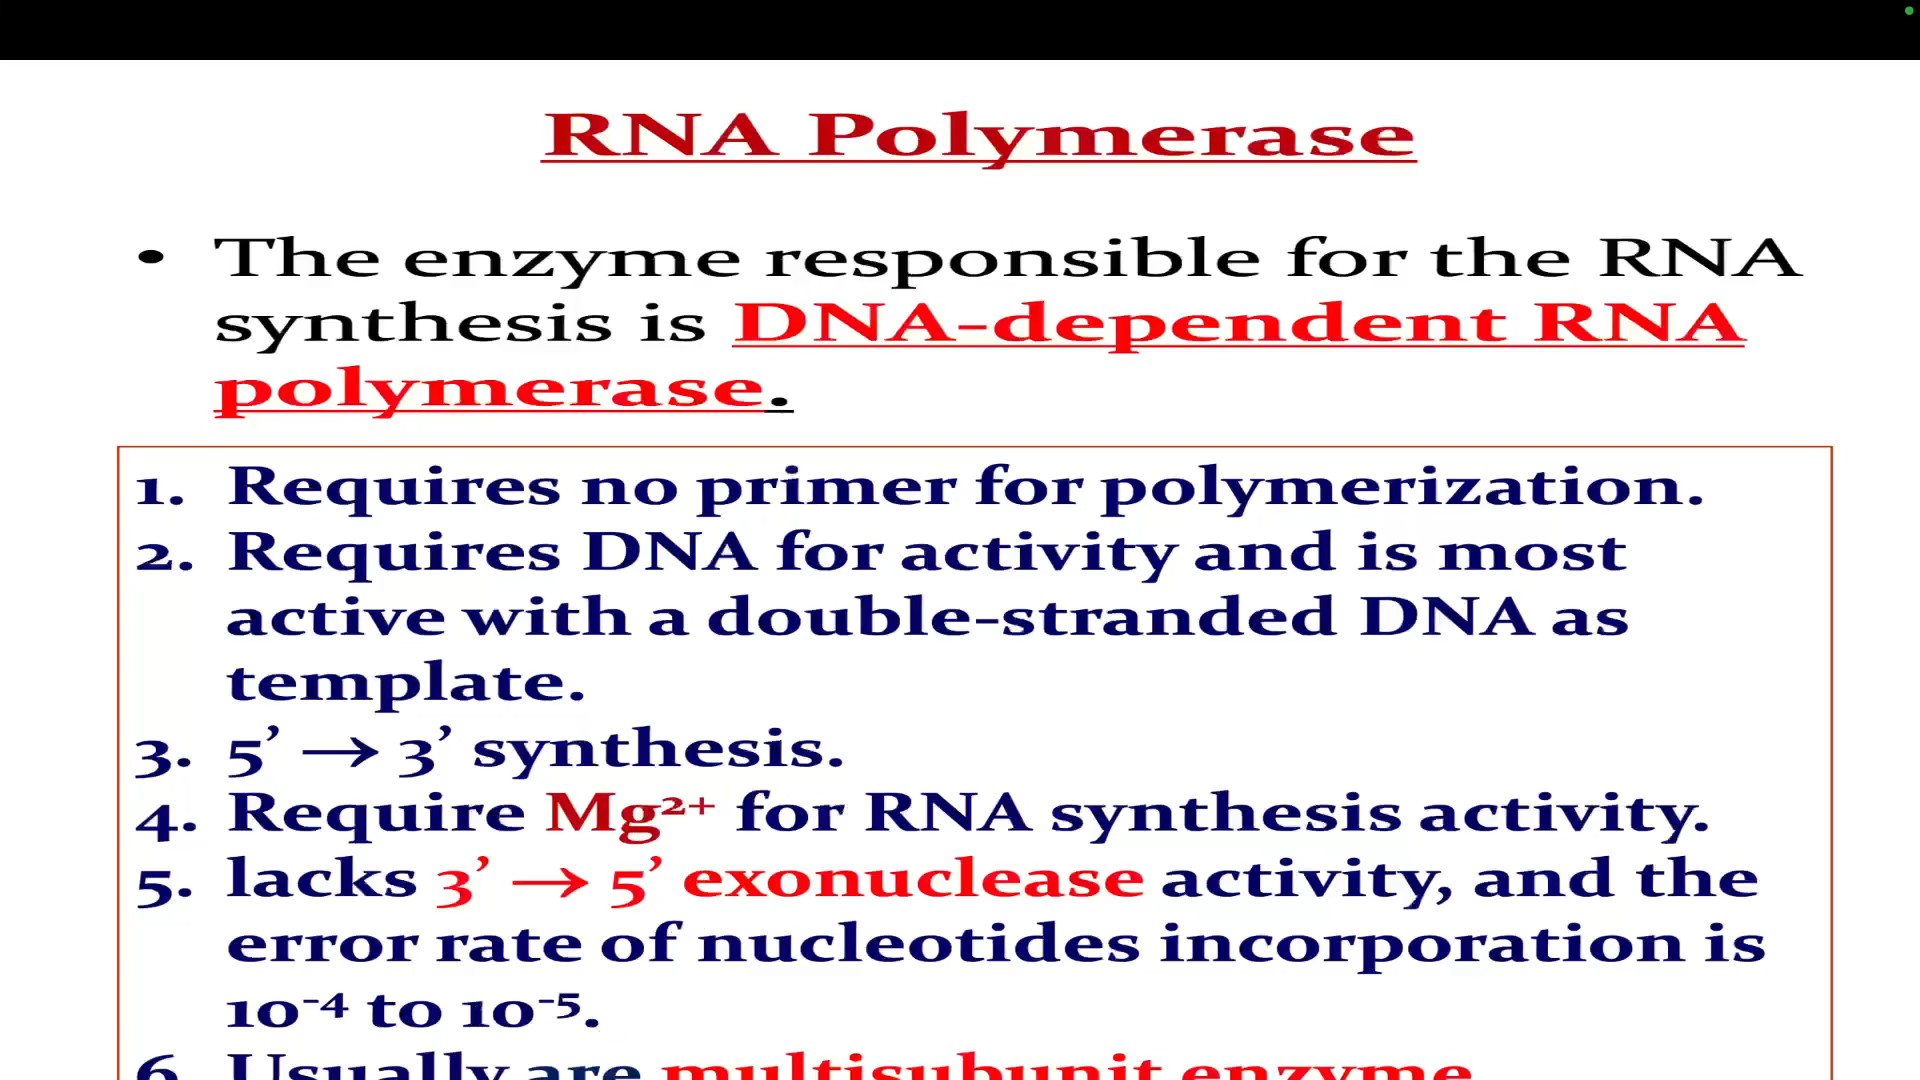 RNA Polymerase
• The enzyme responsible for the RNA
synthesis is DNA-dependent RNA
polymerase.
1. Requires no primer for polymerization.
2. Requires DNA for activity and is most
active with a double-stranded DNA as
template.
3. 5’ → 3’ synthesis.
4. Require Mg²⁺ for RNA synthesis activity.
5. lacks 3’ → 5’ exonuclease activity, and the
error rate of nucleotides incorporation is
10⁻⁴ to 10⁻⁵.
6. Usually are multisubunit enzyme